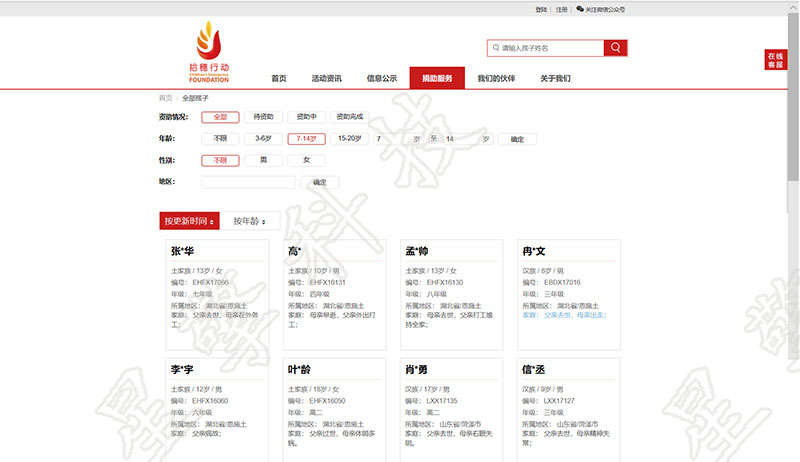 登陆 | 注册 | 关注微信公众号
拾穗行动
Children's Emergency
FOUNDATION
请输入孩子姓名
在线
客服
首页 活动资讯 信息公示 捐助服务 我们的伙伴 关于我们
首页 / 全部孩子
资助情况: 全部 待资助 资助中 资助完成
年龄: 不限 3-6岁 7-14岁 15-20岁 7 岁 至 14 岁 确定
性别: 不限 男 女
地区: 确定
按更新时间 按年龄
张*华
土家族 / 13岁 / 女
编号: EHFX17066
年级: 七年级
所属地区: 湖北省/恩施土
家庭: 父亲去世、母亲在外务
工;
高*
土家族 / 10岁 / 男
编号: EHFX16131
年级: 四年级
所属地区: 湖北省/恩施土
家庭: 母亲早逝，父亲外出打
工;
孟*帅
土家族 / 13岁 / 女
编号: EHFX16130
年级: 八年级
所属地区: 湖北省/恩施土
家庭: 母亲去世，父亲打工维
持全家;
冉*文
汉族 / 8岁 / 男
编号: EBDX17016
年级: 三年级
所属地区: 湖北省/恩施土
家庭: 父亲去世、母亲出走;
李*宇
土家族 / 12岁 / 男
编号: EHFX16060
年级: 六年级
所属地区: 湖北省/恩施土
家庭: 父亲病故;
叶*龄
土家族 / 18岁 / 女
编号: EHFX16050
年级: 高二
所属地区: 湖北省/恩施土
家庭: 父亲过世，母亲体弱多
病。
肖*勇
汉族 / 17岁 / 男
编号: LXX17135
年级: 高二
所属地区: 山东省/菏泽市
家庭: 父亲去世，母亲右眼失
明。
信*丞
汉族 / 9岁 / 男
编号: LXX17127
年级: 三年级
所属地区: 山东省/菏泽市
家庭: 父亲去世，母亲精神失
常;
星擎科技
星擎